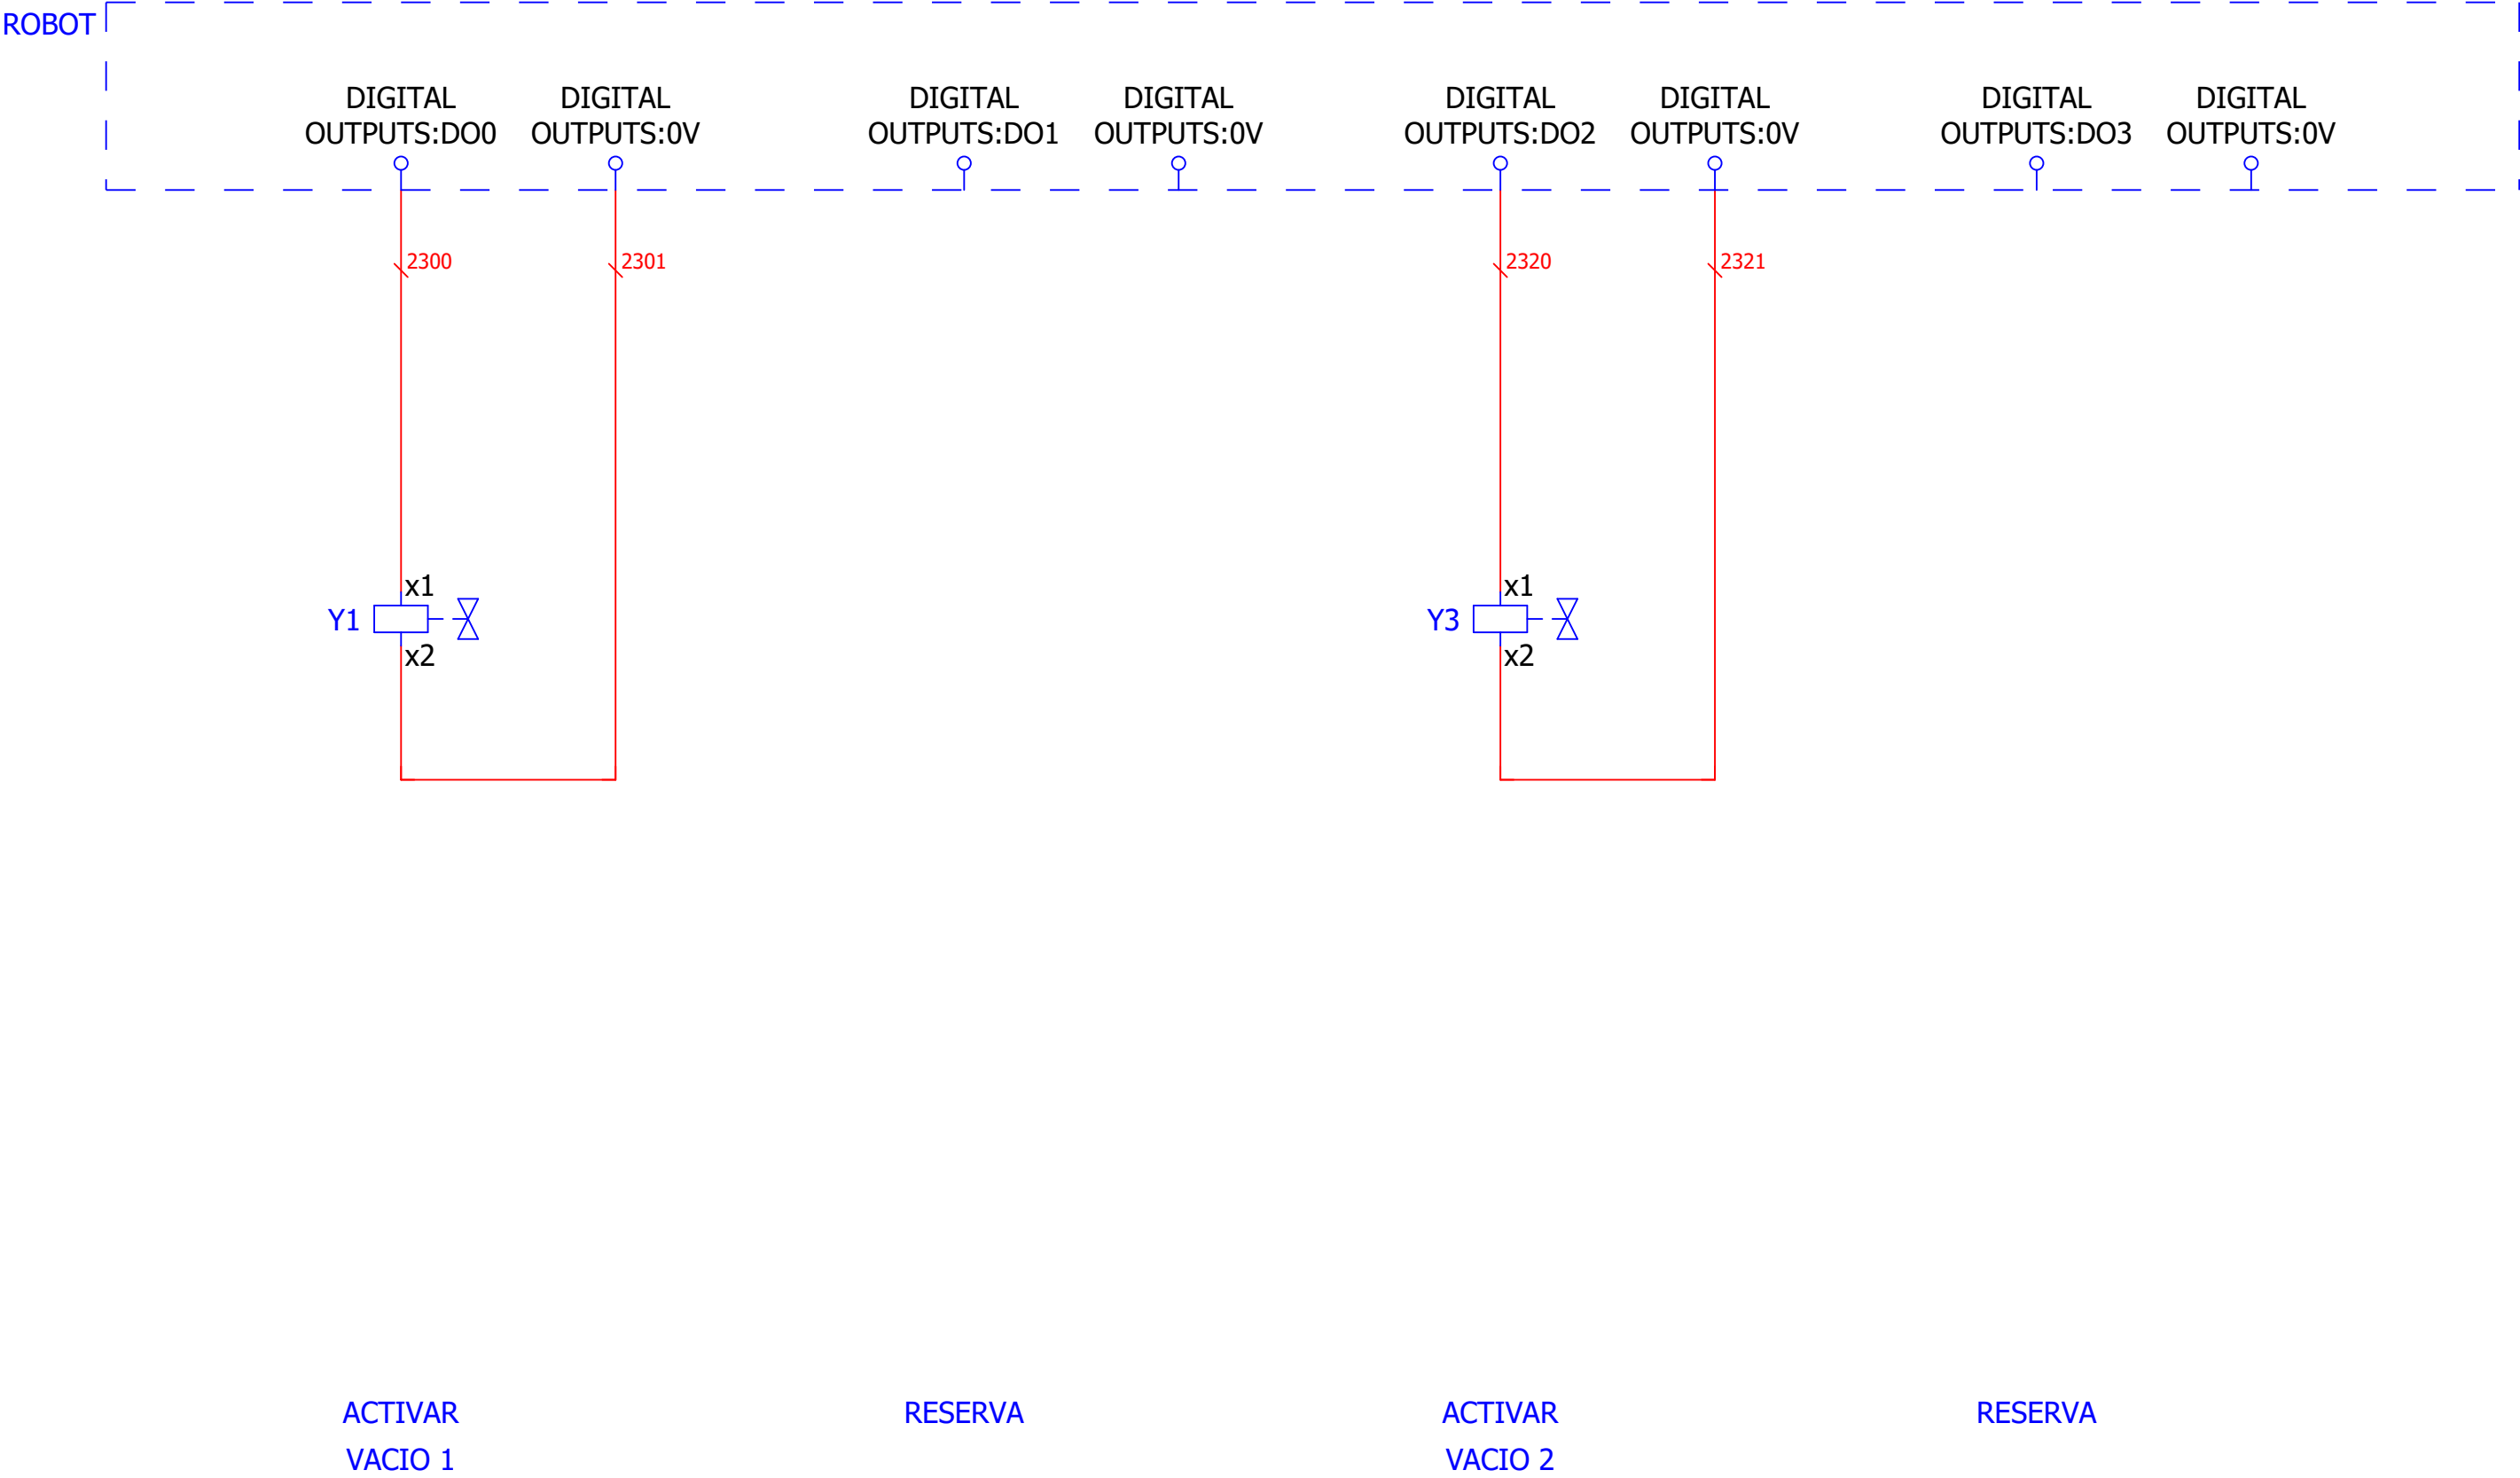 ROBOT
DIGITAL
OUTPUTS:DO0
DIGITAL
OUTPUTS:0V
DIGITAL
OUTPUTS:DO1
DIGITAL
OUTPUTS:0V
DIGITAL
OUTPUTS:DO2
DIGITAL
OUTPUTS:0V
DIGITAL
OUTPUTS:DO3
DIGITAL
OUTPUTS:0V
2300
2301
2320
2321
x1
Y1
x2
x1
Y3
x2
ACTIVAR
VACIO 1
RESERVA
ACTIVAR
VACIO 2
RESERVA